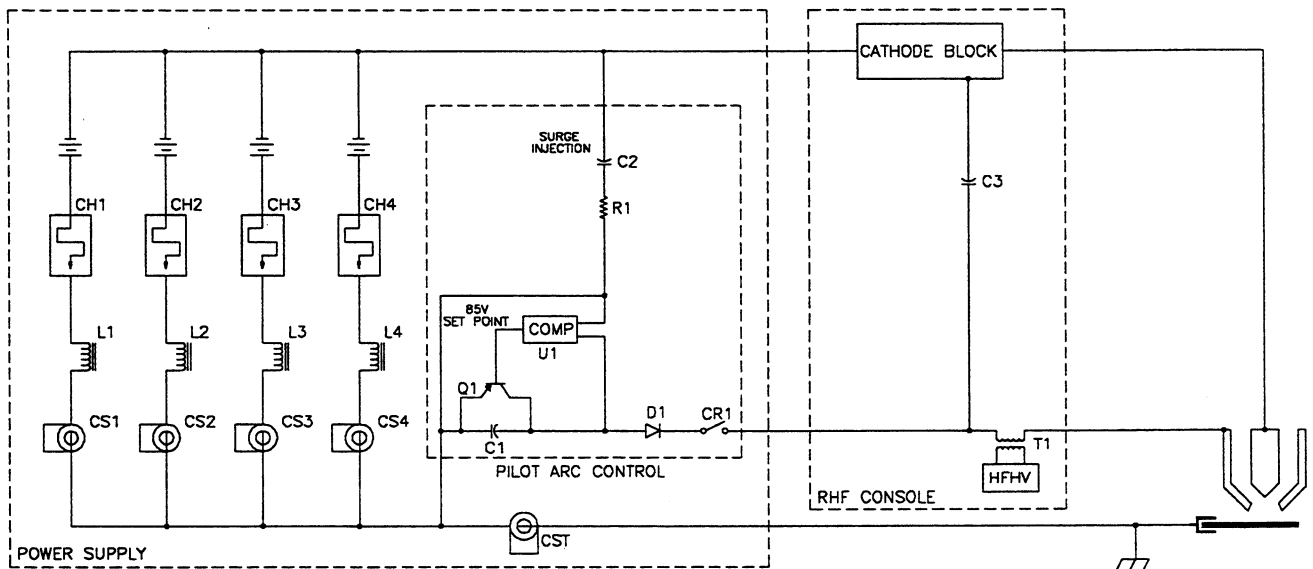 CATHODE BLOCK
SURGE
INJECTION
C2
C3
R1
CH1
CH2
CH3
CH4
85V
SET POINT
COMP
U1
L1
L2
L3
L4
Q1
CS1
CS2
CS3
CS4
C1
D1
CR1
T1
HFHV
PILOT ARC CONTROL
RHF CONSOLE
CST
POWER SUPPLY